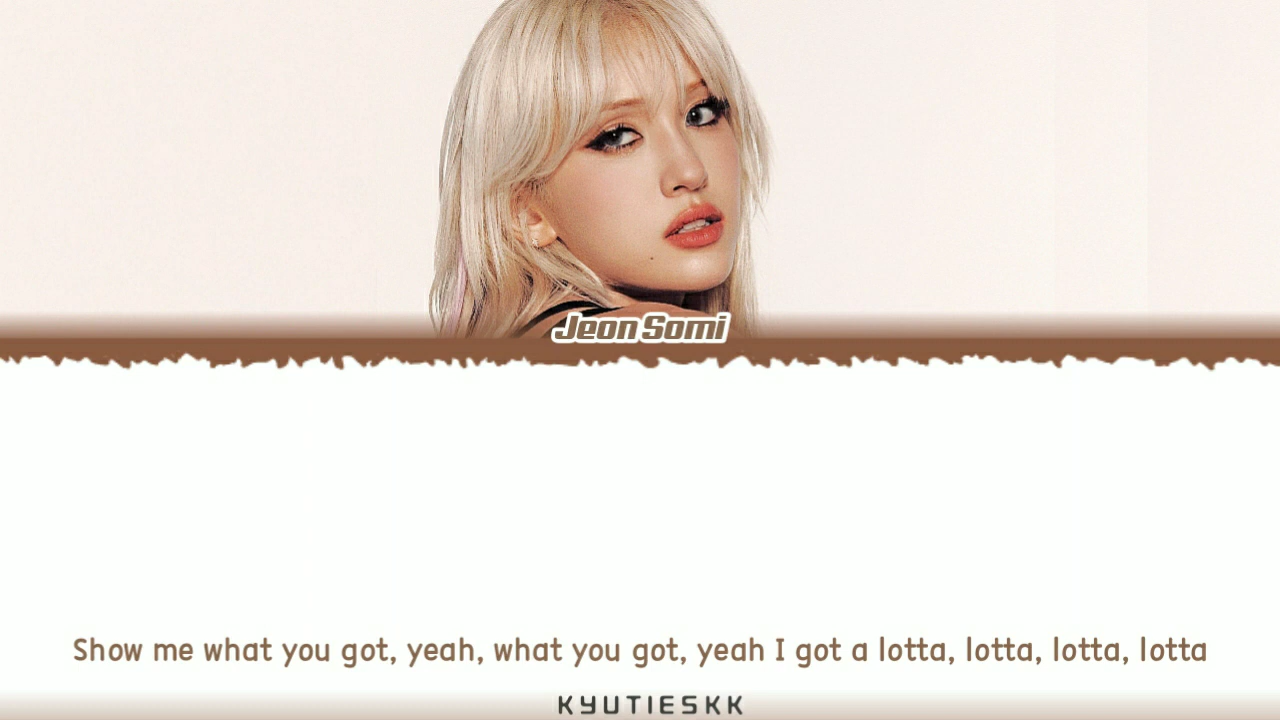 Jeon Somi
Show me what you got, yeah, what you got, yeah I got a lotta, lotta, lotta, lotta
KYUTIESKK